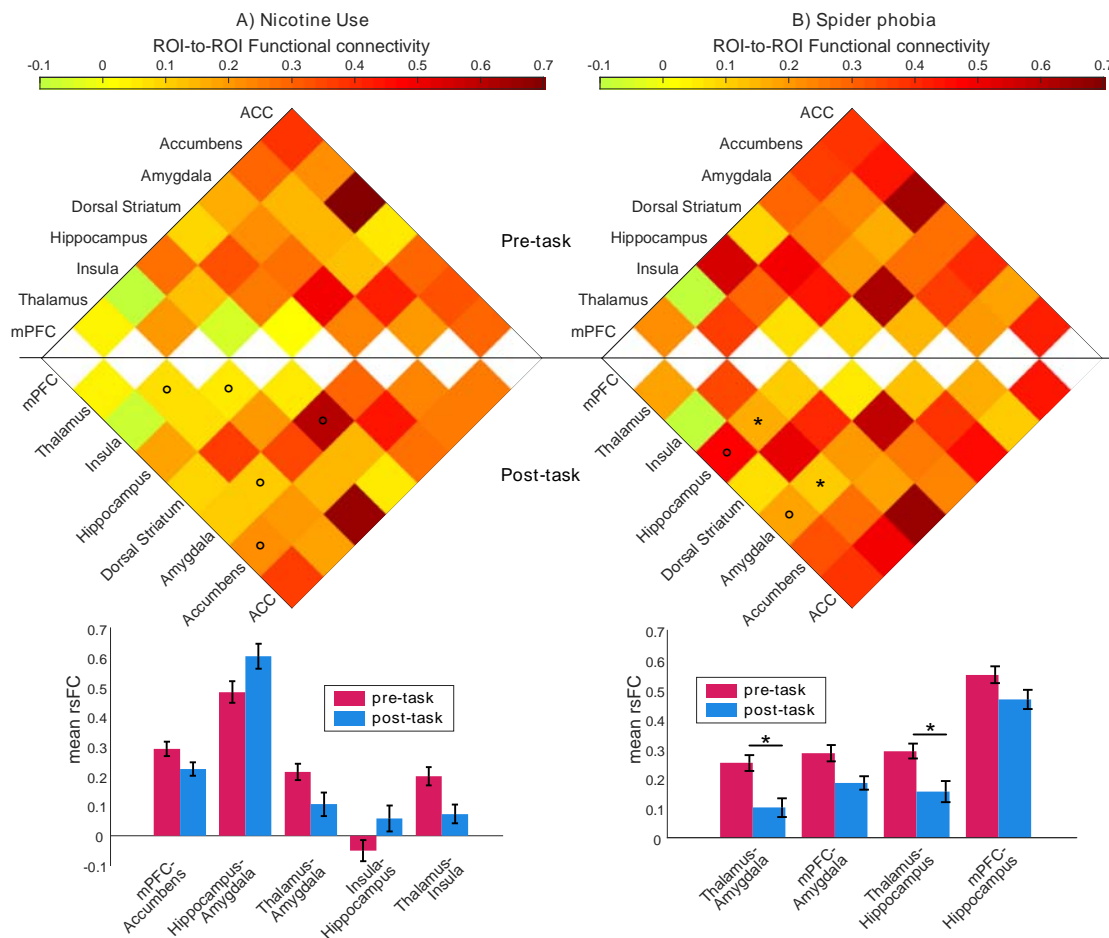 A) Nicotine Use
ROI-to-ROI Functional connectivity
-0.1 0 0.1 0.2 0.3 0.4 0.5 0.6 0.7
ACC
Accumbens
Amygdala
Dorsal Striatum
Hippocampus
Insula
Thalamus
mPFC
Pre-task
mPFC
Thalamus
Insula
Hippocampus
Dorsal Striatum
Amygdala
Accumbens
ACC
Post-task
B) Spider phobia
ROI-to-ROI Functional connectivity
-0.1 0 0.1 0.2 0.3 0.4 0.5 0.6 0.7
ACC
Accumbens
Amygdala
Dorsal Striatum
Hippocampus
Insula
Thalamus
mPFC
mPFC
Thalamus
Insula
Hippocampus
Dorsal Striatum
Amygdala
Accumbens
ACC
*
*
mean rsFC
0.7
0.6
0.5
0.4
0.3
0.2
0.1
0
-0.1
pre-task
post-task
mPFC-
Accumbens
Hippocampus-
Amygdala
Thalamus-
Amygdala
Insula-
Hippocampus
Thalamus-
Insula
mean rsFC
0.7
0.6
0.5
0.4
0.3
0.2
0.1
0
pre-task
post-task
*
*
Thalamus-
Amygdala
mPFC-
Amygdala
Thalamus-
Hippocampus
mPFC-
Hippocampus